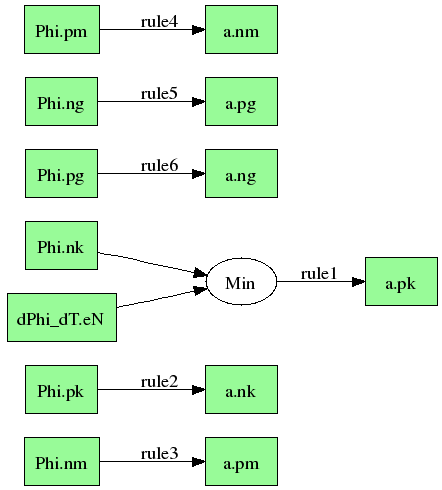 Phi.pm rule4 a.nm
Phi.ng rule5 a.pg
Phi.pg rule6 a.ng
Phi.nk
Min rule1 a.pk
dPhi_dT.eN
Phi.pk rule2 a.nk
Phi.nm rule3 a.pm